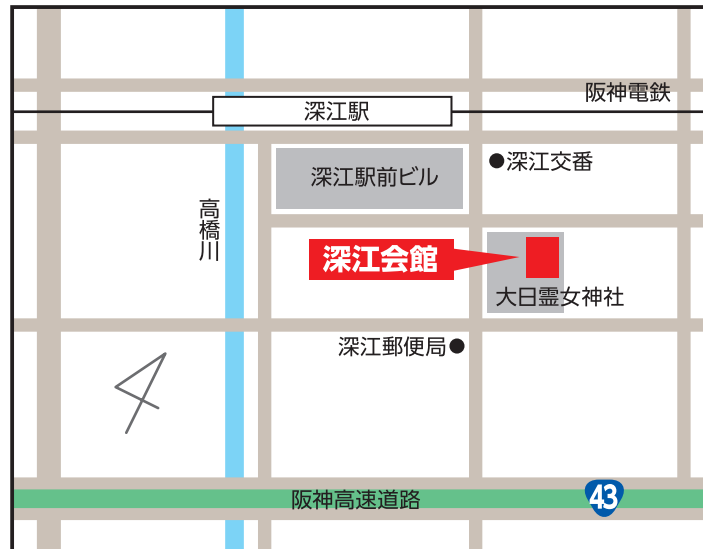 阪神電鉄
深江駅
深江交番
深江駅前ビル
高橋川
深江会館
大日霊女神社
深江郵便局
阪神高速道路
43